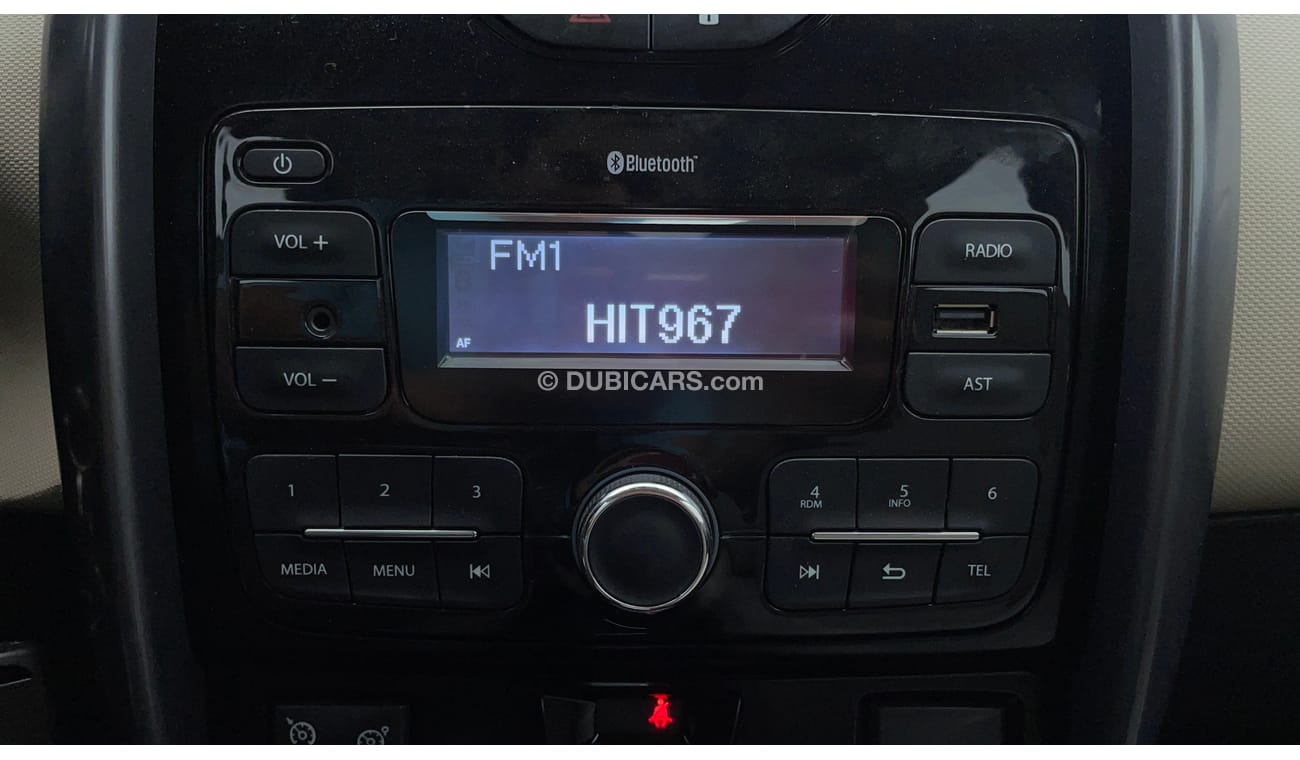 Bluetooth™
VOL +
RADIO
FM1
HIT967
AF
VOL −
AST
© DUBICARS.com
1
2
3
4
RDM
5
INFO
6
MEDIA
MENU
TEL